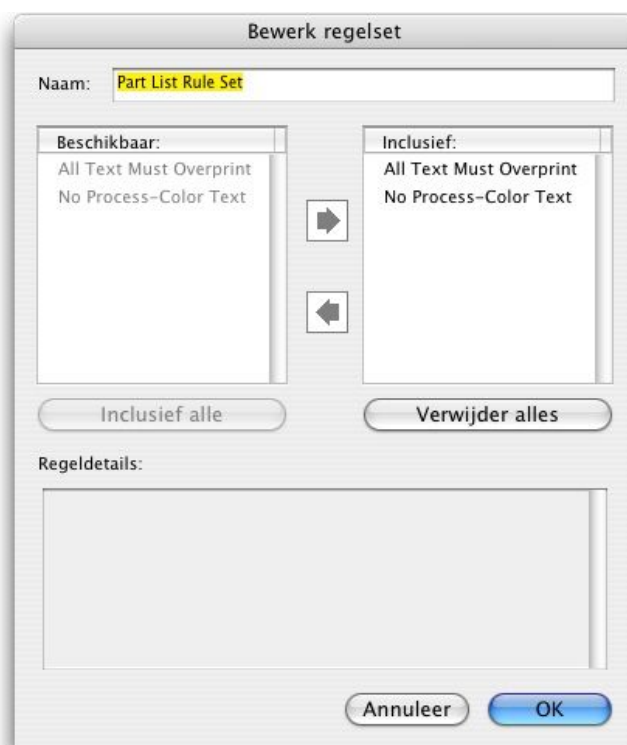 Bewerk regelset
Naam: Part List Rule Set
Beschikbaar:
All Text Must Overprint
No Process-Color Text
Inclusief alle
Inclusief:
All Text Must Overprint
No Process-Color Text
Verwijder alles
Regeldetails:
Annuleer OK